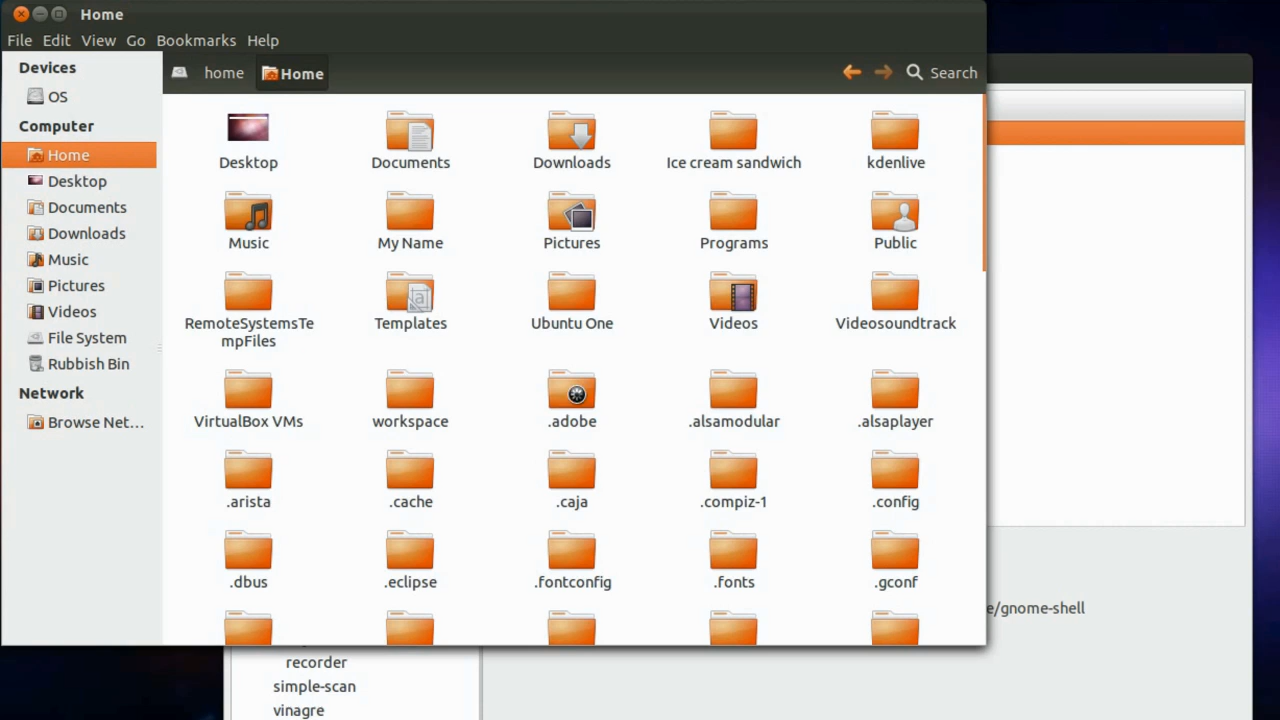 Home
File Edit View Go Bookmarks Help
Devices
OS
Computer
Home
Desktop
Documents
Downloads
Music
Pictures
Videos
File System
Rubbish Bin
Network
Browse Net…
home Home Search
Desktop Documents Downloads Ice cream sandwich kdenlive
Music My Name Pictures Programs Public
RemoteSystemsTe
mpFiles
Templates Ubuntu One Videos Videosoundtrack
VirtualBox VMs workspace .adobe .alsamodular .alsaplayer
.arista .cache .caja .compiz-1 .config
.dbus .eclipse .fontconfig .fonts .gconf
e/gnome-shell
recorder
simple-scan
vinagre